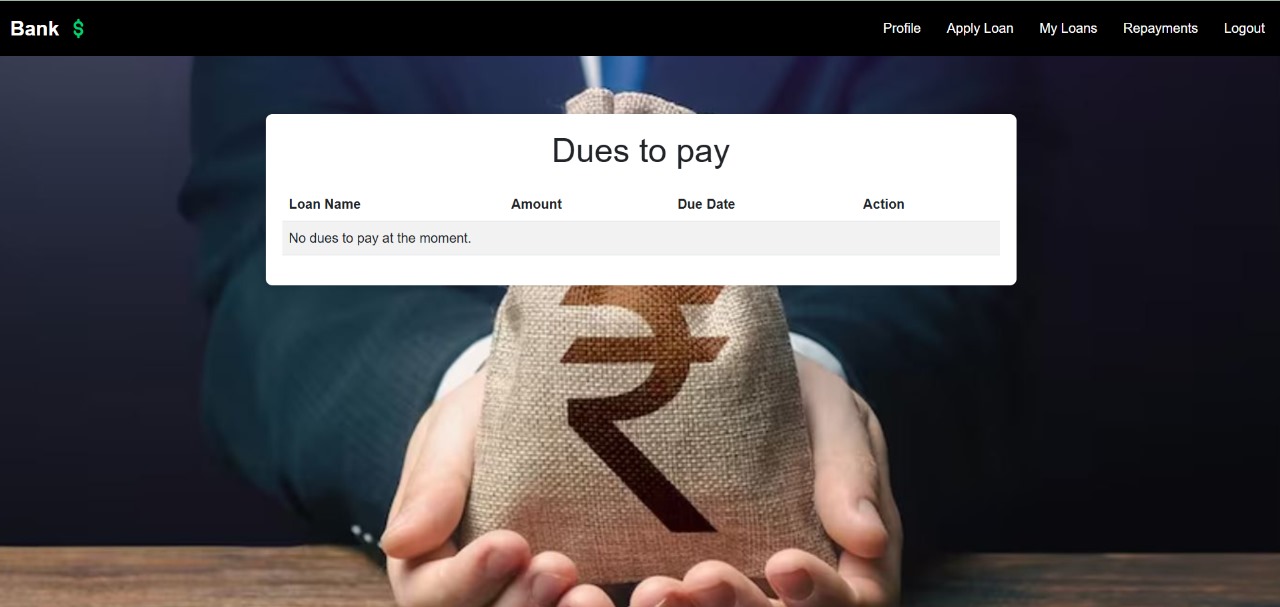 Bank $ Profile Apply Loan My Loans Repayments Logout
Dues to pay
Loan Name Amount Due Date Action
No dues to pay at the moment.
₹